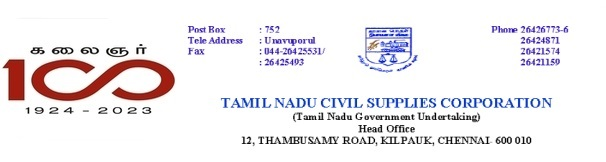 கலைஞர்
100
1924 - 2023
Post Box : 752
Tele Address : Unavuporul
Fax : 044-26425531/
: 26425493
Phone 26426773-6
26424871
26421574
26421159
TAMIL NADU CIVIL SUPPLIES CORPORATION
(Tamil Nadu Government Undertaking)
Head Office
12, THAMBUSAMY ROAD, KILPAUK, CHENNAI- 600 010